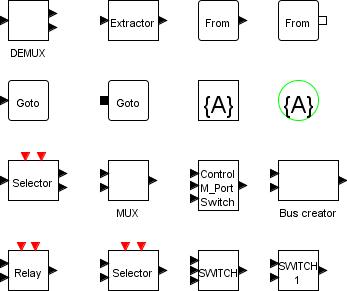 Extractor
From
From
DEMUX
Goto
Goto
{A}
{A}
Selector
Control
M_Port
Switch
MUX
Bus creator
Relay
Selector
SWITCH
SWITCH
1